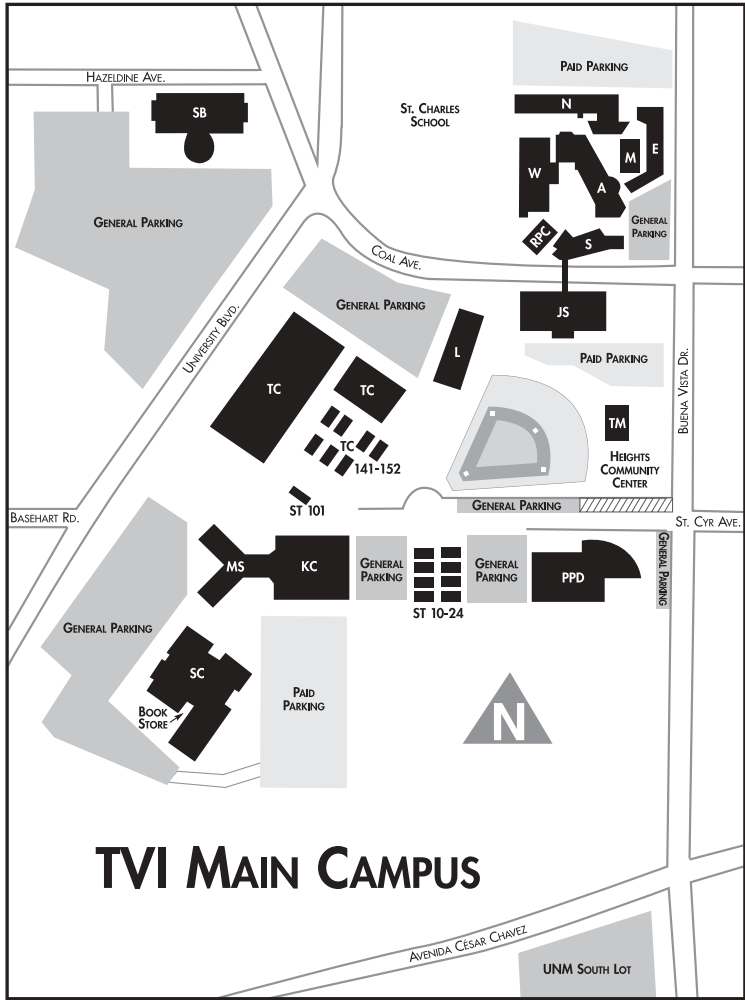 HAZELDINE AVE.
SB
ST. CHARLES
SCHOOL
PAID PARKING
N
E
M
W
A
GENERAL PARKING
GENERAL
PARKING
RPC
S
COAL AVE.
UNIVERSITY BLVD.
GENERAL PARKING
JS
L
PAID PARKING
BUENA VISTA DR.
TC
TC
TM
TC
141-152
HEIGHTS
COMMUNITY
CENTER
ST 101
GENERAL PARKING
BASEHART RD.
ST. CYR AVE.
MS
KC
GENERAL
PARKING
GENERAL
PARKING
PPD
GENERAL PARKING
ST 10-24
GENERAL PARKING
SC
BOOK
STORE
PAID
PARKING
N
TVI MAIN CAMPUS
AVENIDA CÉSAR CHAVEZ
UNM SOUTH LOT